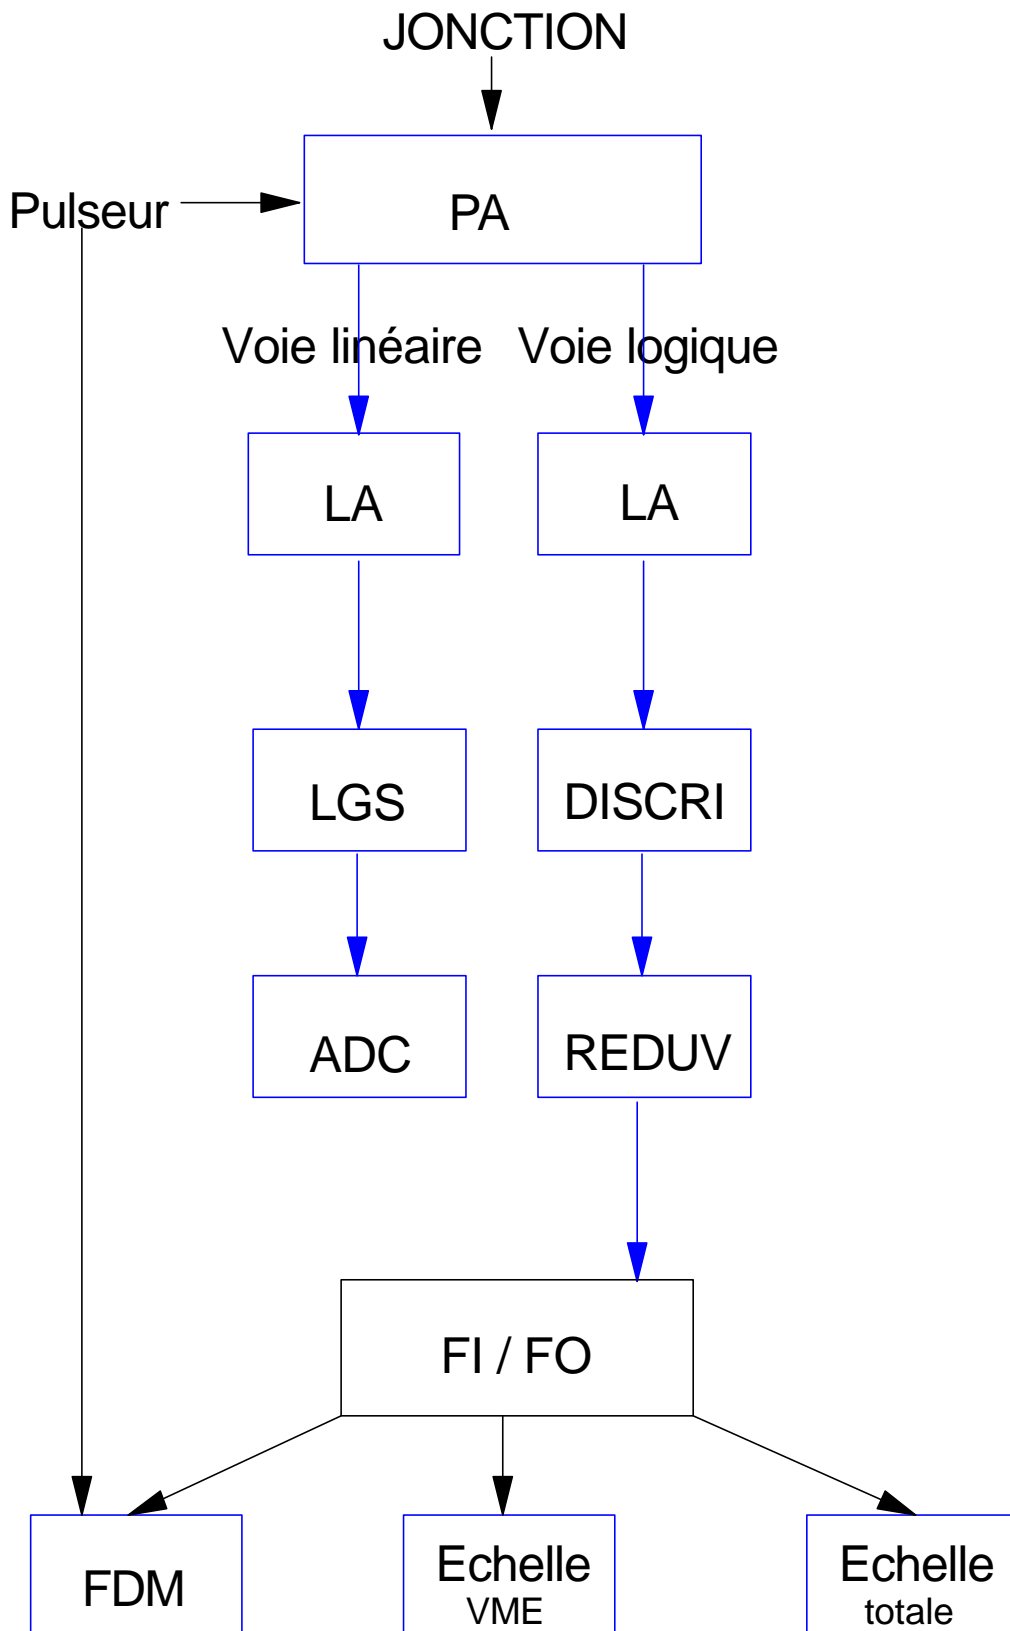 JONCTION
Pulseur
PA
Voie linéaire
Voie logique
LA
LA
LGS
DISCRI
ADC
REDUV
FI / FO
FDM
Echelle
VME
Echelle
totale